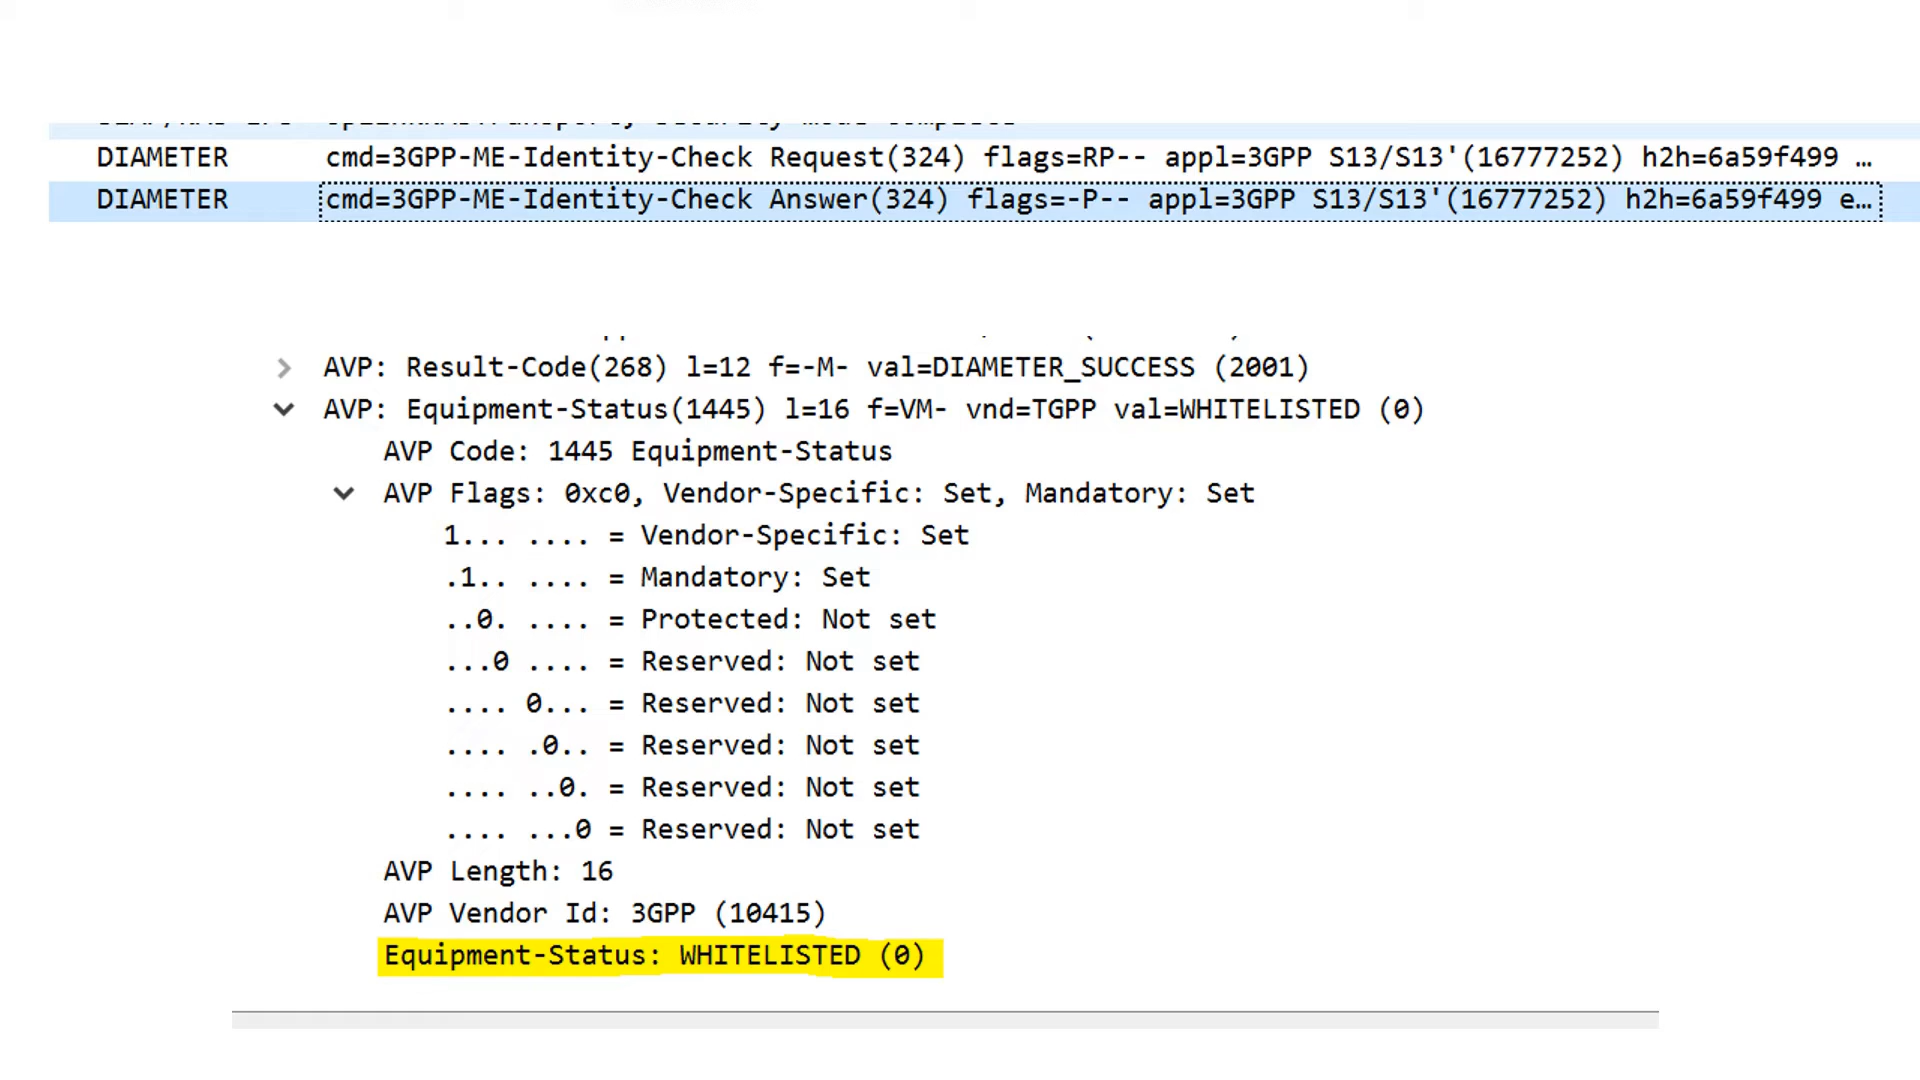 DIAMETER cmd=3GPP-ME-Identity-Check Request(324) flags=RP-- appl=3GPP S13/S13'(16777252) h2h=6a59f499 …
DIAMETER cmd=3GPP-ME-Identity-Check Answer(324) flags=-P-- appl=3GPP S13/S13'(16777252) h2h=6a59f499 e…
AVP: Result-Code(268) l=12 f=-M- val=DIAMETER_SUCCESS (2001)
AVP: Equipment-Status(1445) l=16 f=VM- vnd=TGPP val=WHITELISTED (0)
AVP Code: 1445 Equipment-Status
AVP Flags: 0xc0, Vendor-Specific: Set, Mandatory: Set
1... .... = Vendor-Specific: Set
.1.. .... = Mandatory: Set
..0. .... = Protected: Not set
...0 .... = Reserved: Not set
.... 0... = Reserved: Not set
.... .0.. = Reserved: Not set
.... ..0. = Reserved: Not set
.... ...0 = Reserved: Not set
AVP Length: 16
AVP Vendor Id: 3GPP (10415)
Equipment-Status: WHITELISTED (0)